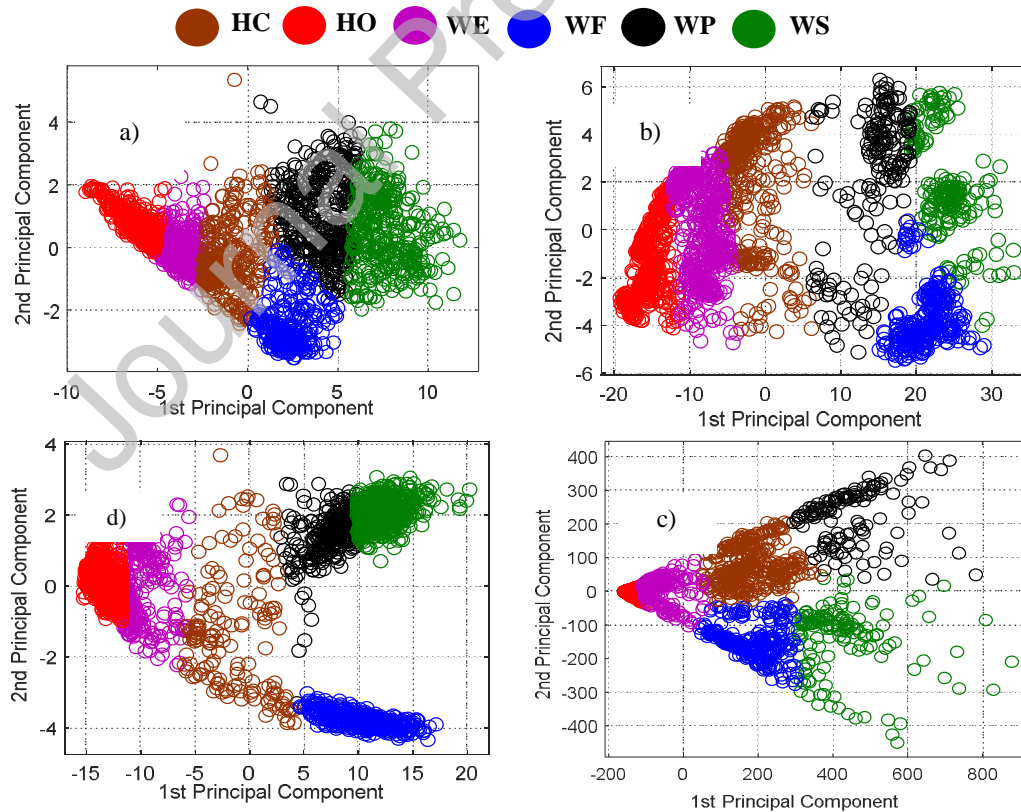 HC HO WE WF WP WS
Journal Pre
a)
2nd Principal Component
4
2
0
-2
-10 -5 0 5 10
1st Principal Component
b)
2nd Principal Component
6
4
2
0
-2
-4
-6
-20 -10 0 10 20 30
1st Principal Component
d)
2nd Principal Component
4
2
0
-2
-4
-15 -10 -5 0 5 10 15 20
1st Principal Component
c)
2nd Principal Component
400
300
200
100
0
-100
-200
-300
-400
-200 0 200 400 600 800
1st Principal Component